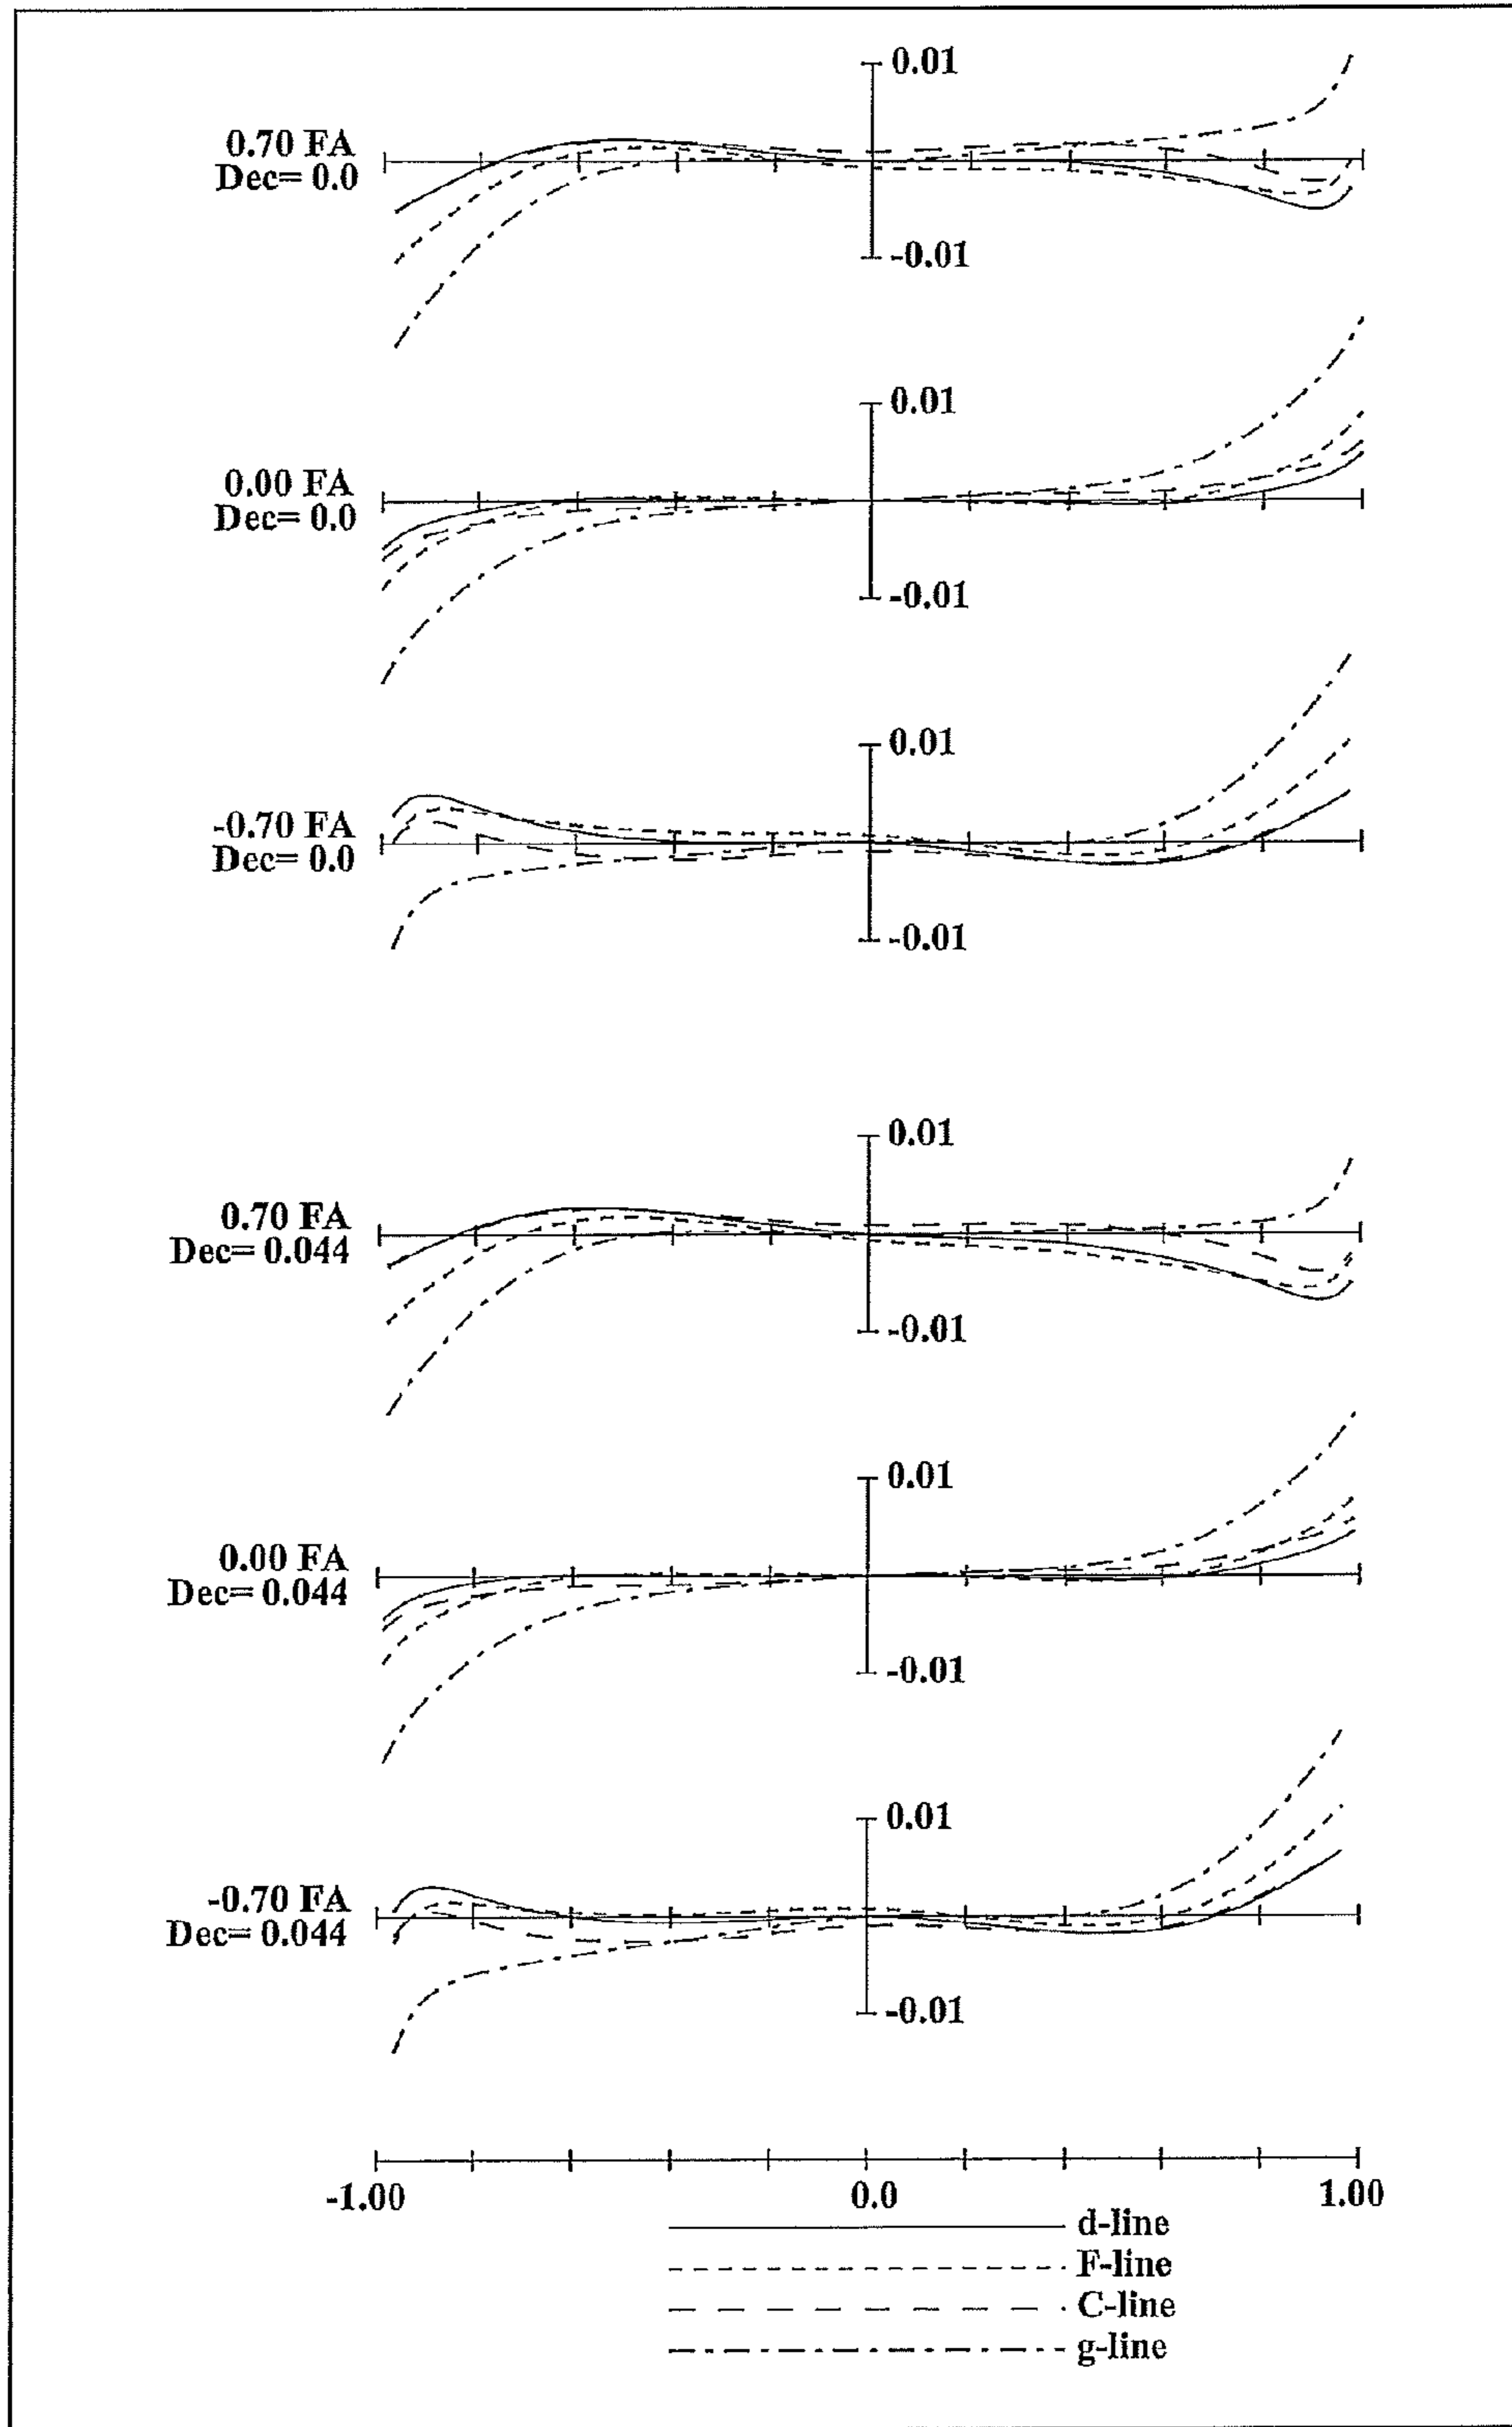 0.01
0.70 FA
Dec= 0.0
-0.01
0.01
0.00 FA
Dec= 0.0
-0.01
0.01
-0.70 FA
Dec= 0.0
-0.01
0.01
0.70 FA
Dec= 0.044
-0.01
0.01
0.00 FA
Dec= 0.044
-0.01
0.01
-0.70 FA
Dec= 0.044
-0.01
-1.00 0.0 1.00
d-line
F-line
C-line
g-line